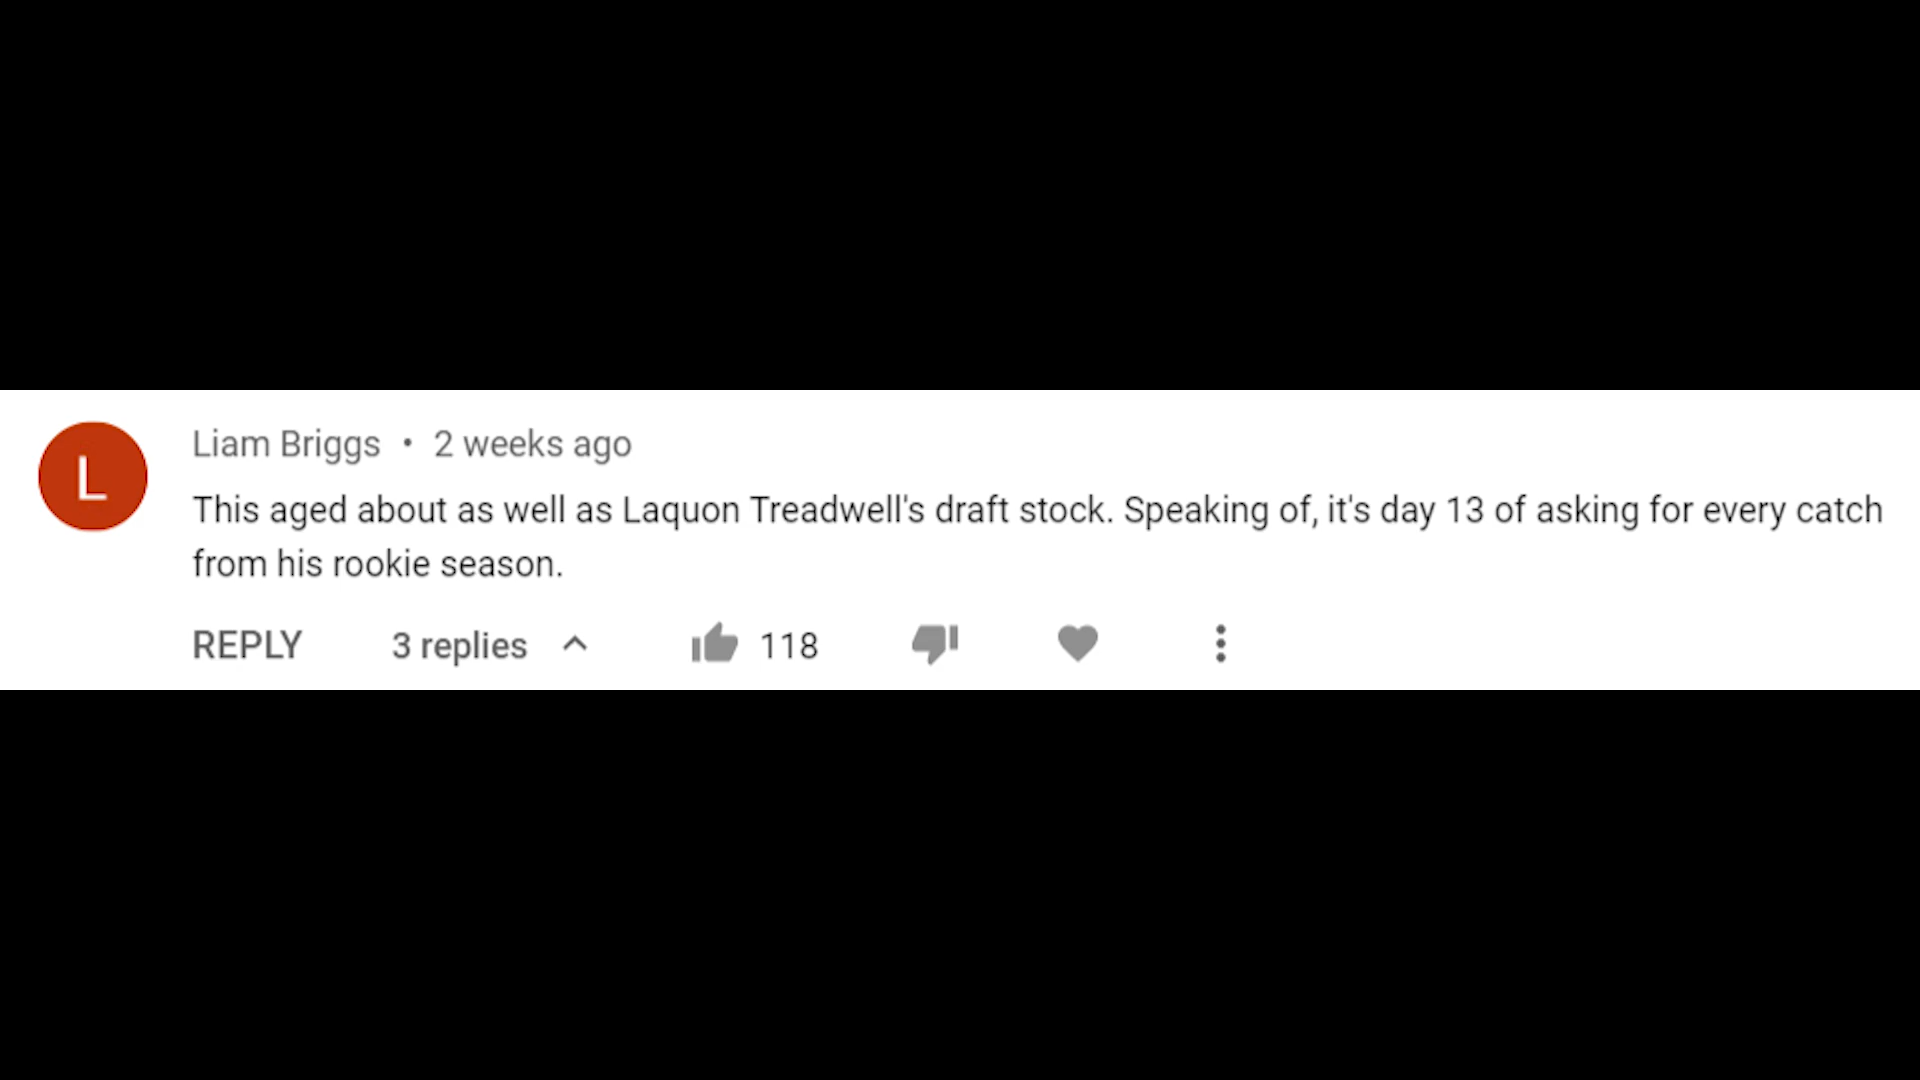 L
Liam Briggs • 2 weeks ago
This aged about as well as Laquon Treadwell's draft stock. Speaking of, it's day 13 of asking for every catch
from his rookie season.
REPLY 3 replies 118